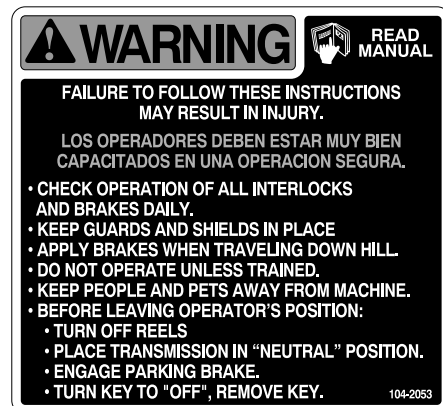 WARNING
READ
MANUAL
FAILURE TO FOLLOW THESE INSTRUCTIONS
MAY RESULT IN INJURY.
LOS OPERADORES DEBEN ESTAR MUY BIEN
CAPACITADOS EN UNA OPERACION SEGURA.
• CHECK OPERATION OF ALL INTERLOCKS
AND BRAKES DAILY.
• KEEP GUARDS AND SHIELDS IN PLACE
• APPLY BRAKES WHEN TRAVELING DOWN HILL.
• DO NOT OPERATE UNLESS TRAINED.
• KEEP PEOPLE AND PETS AWAY FROM MACHINE.
• BEFORE LEAVING OPERATOR'S POSITION:
• TURN OFF REELS
• PLACE TRANSMISSION IN “NEUTRAL” POSITION.
• ENGAGE PARKING BRAKE.
• TURN KEY TO "OFF", REMOVE KEY.
104-2053